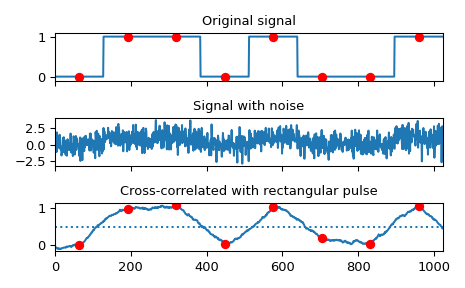 Original signal
1
0
Signal with noise
2.5
0.0
−2.5
Cross-correlated with rectangular pulse
1
0
0 200 400 600 800 1000